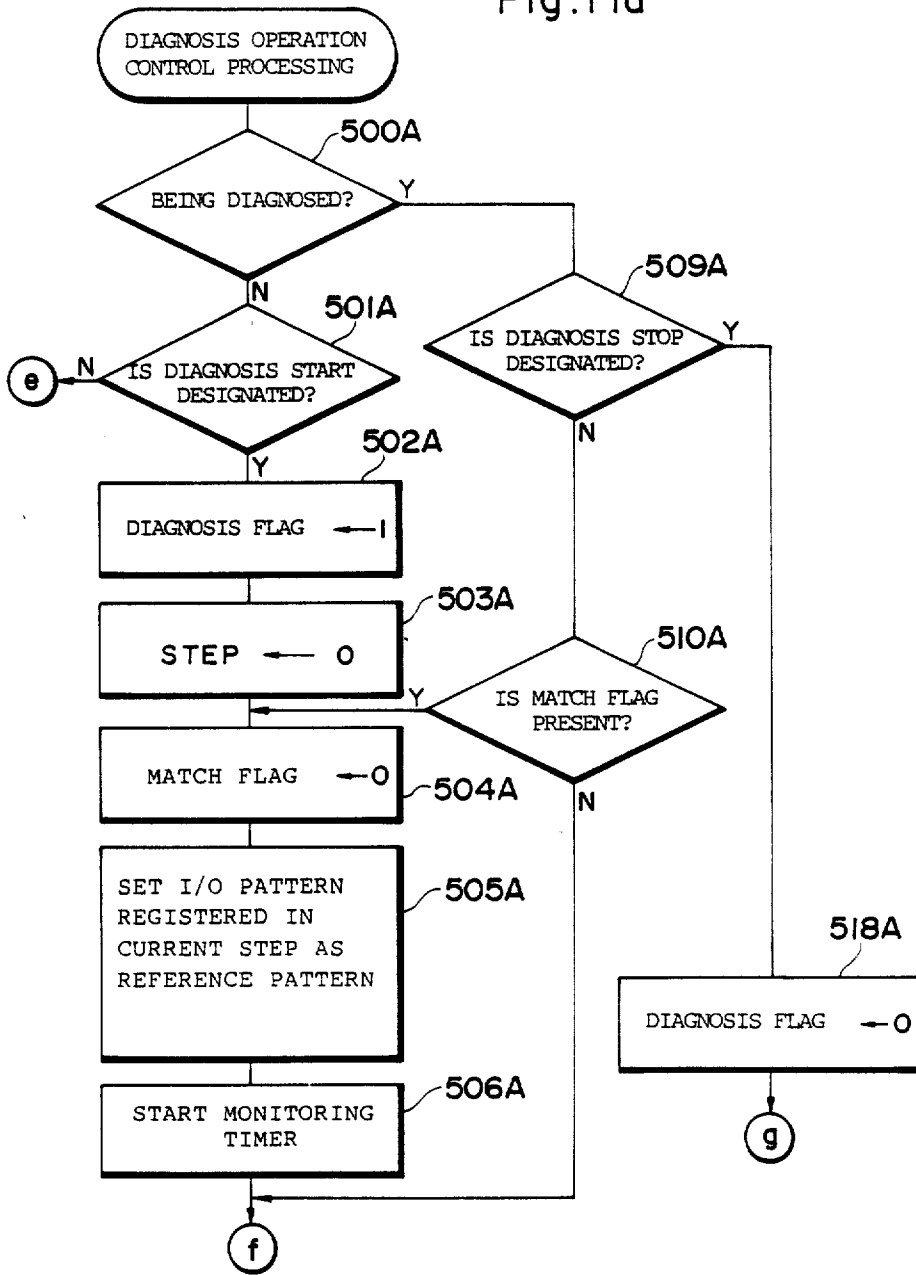 Fig.11a
DIAGNOSIS OPERATION
CONTROL PROCESSING
500A
BEING DIAGNOSED?
Y
N
509A
IS DIAGNOSIS STOP
DESIGNATED?
Y
N
501A
IS DIAGNOSIS START
DESIGNATED?
N
e
Y
502A
DIAGNOSIS FLAG ←1
503A
STEP ← 0
510A
IS MATCH FLAG
PRESENT?
Y
N
MATCH FLAG ←0
504A
SET I/O PATTERN
REGISTERED IN
CURRENT STEP AS
REFERENCE PATTERN
505A
518A
DIAGNOSIS FLAG ←0
g
START MONITORING
TIMER
506A
f